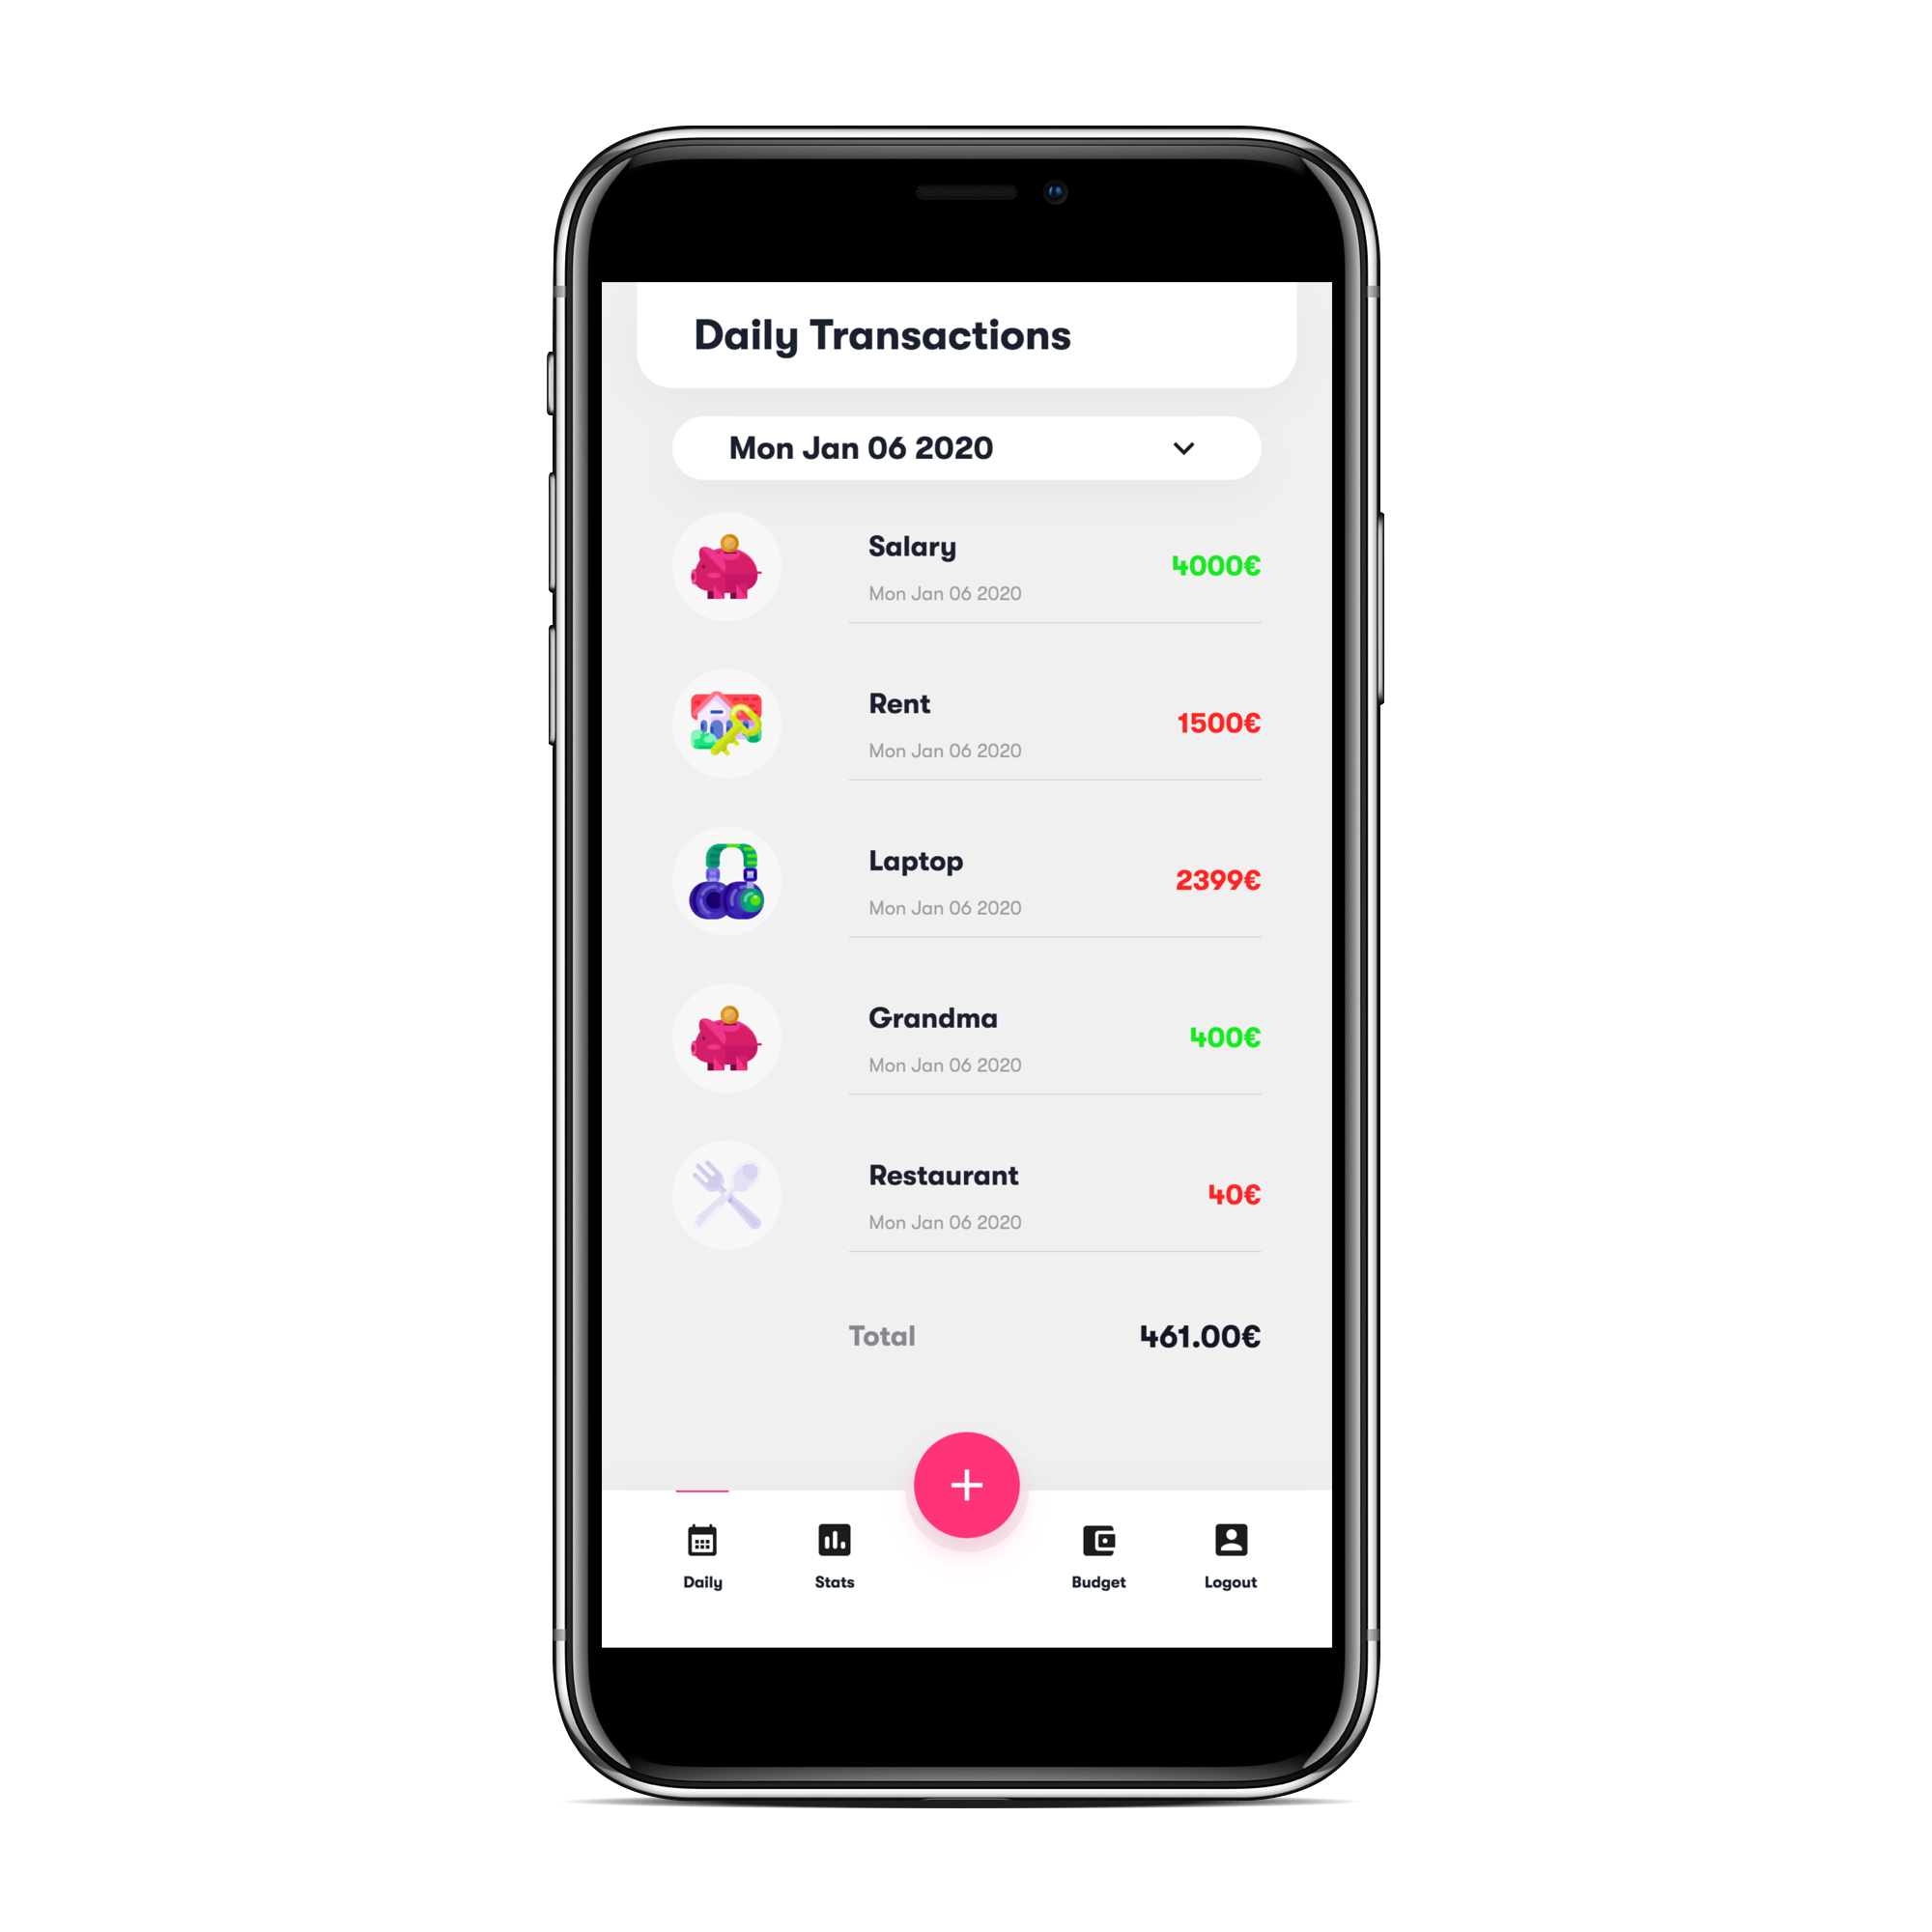 Daily Transactions
Mon Jan 06 2020
Salary
Mon Jan 06 2020
4000€
Rent
Mon Jan 06 2020
1500€
Laptop
Mon Jan 06 2020
2399€
Grandma
Mon Jan 06 2020
400€
Restaurant
Mon Jan 06 2020
40€
Total 461.00€
Daily Stats Budget Logout